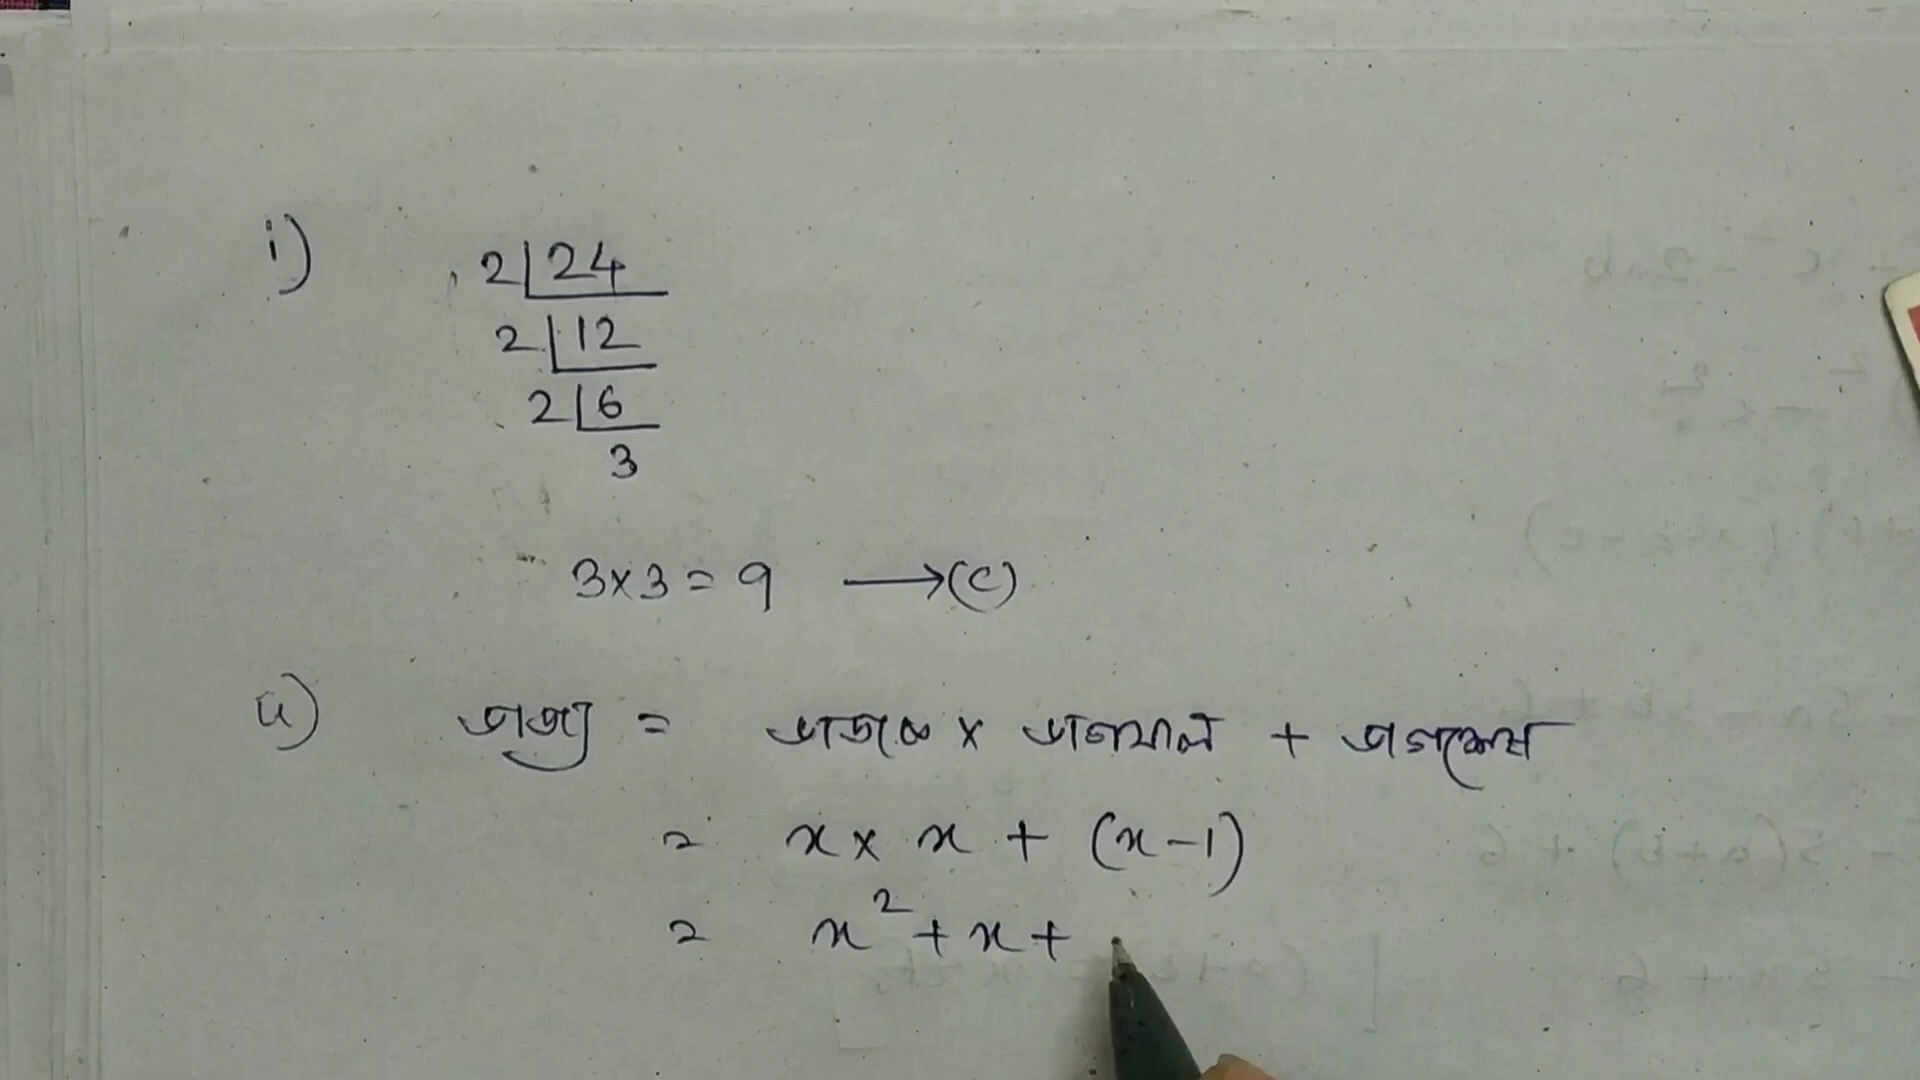 i) 2 24
2 12
2 6
3
3×3 = 9 → (c)
ii) ভাজ্য = ভাজক × ভাগফল + ভাগশেষ
= x × x + (x-1)
= x² + x +